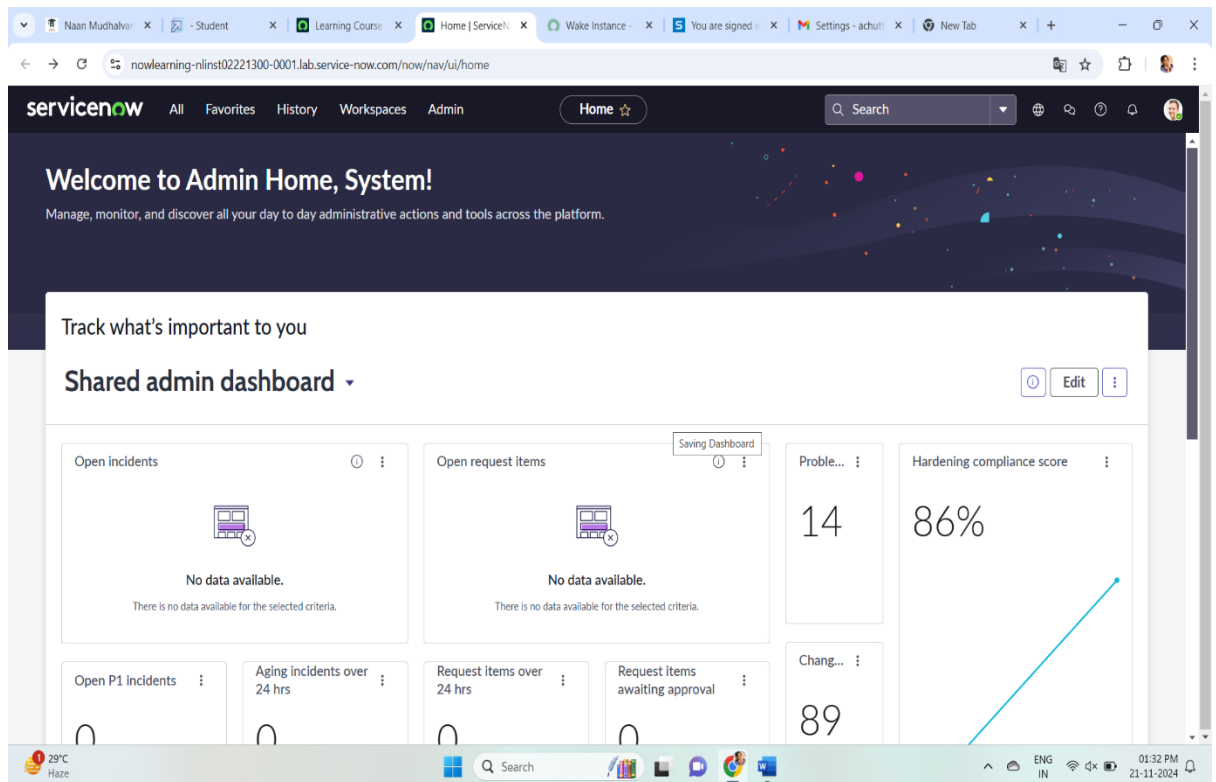 Naan Mudhalvan
- Student
Learning Course
Home | ServiceN
Wake Instance -
S You are signed i
M Settings - achutt
New Tab
nowlearning-nlinst02221300-0001.lab.service-now.com/now/nav/ui/home
servicenow All Favorites History Workspaces Admin Home Search
Welcome to Admin Home, System!
Manage, monitor, and discover all your day to day administrative actions and tools across the platform.
Track what's important to you
Shared admin dashboard
Edit
Saving Dashboard
Open incidents
No data available.
There is no data available for the selected criteria.
Open request items
No data available.
There is no data available for the selected criteria.
Proble...
14
Hardening compliance score
86%
Open P1 incidents
0
Aging incidents over
24 hrs
0
Request items over
24 hrs
0
Request items
awaiting approval
0
Chang...
89
1
29°C
Haze
Search
W
ENG
IN
01:32 PM
21-11-2024